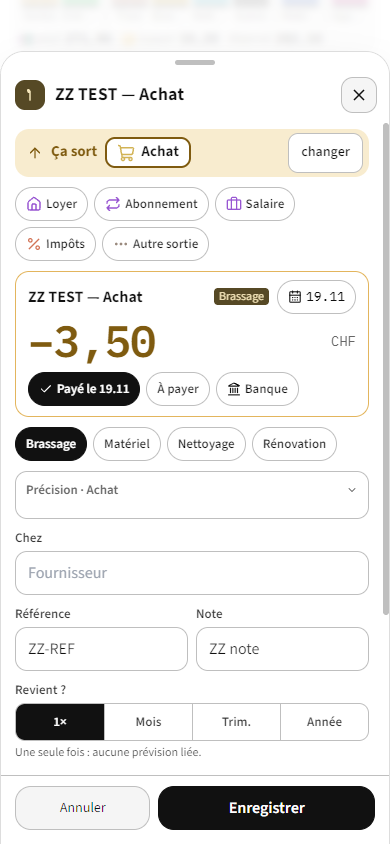 ZZ TEST — Achat
Ça sort Achat changer
Loyer Abonnement Salaire
Impôts Autre sortie
ZZ TEST — Achat Brassage 19.11
−3,50 CHF
Payé le 19.11 À payer Banque
Brassage Matériel Nettoyage Rénovation
Précision · Achat
Chez
Fournisseur
Référence Note
ZZ-REF ZZ note
Revient ?
1× Mois Trim. Année
Une seule fois : aucune prévision liée.
Annuler Enregistrer